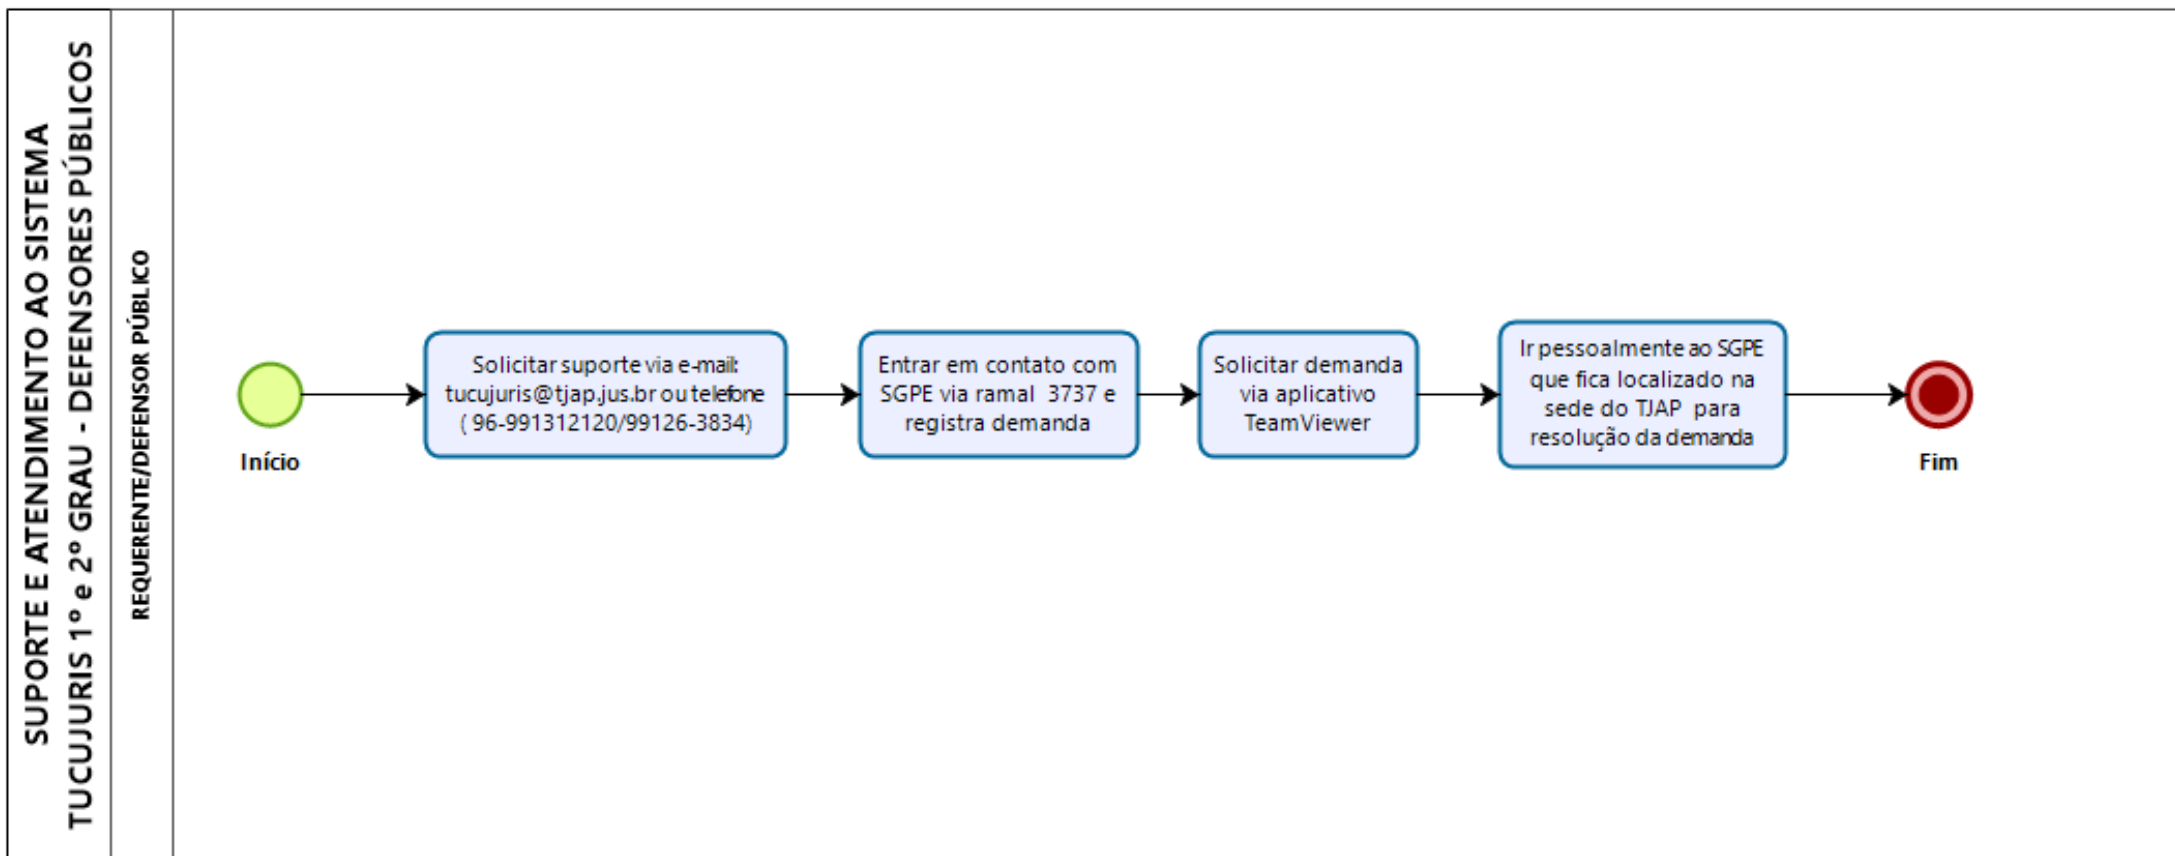 SUPORTE E ATENDIMENTO AO SISTEMA
TUCUJURIS 1º e 2º GRAU - DEFENSORES PÚBLICOS
REQUERENTE/DEFENSOR PÚBLICO
Início
Solicitar suporte via e-mail:
tucujuris@tjap.jus.br ou telefone
( 96-991312120/99126-3834)
Entrar em contato com
SGPE via ramal 3737 e
registra demanda
Solicitar demanda
via aplicativo
TeamViewer
Ir pessoalmente ao SGPE
que fica localizado na
sede do TJAP para
resolução da demanda
Fim